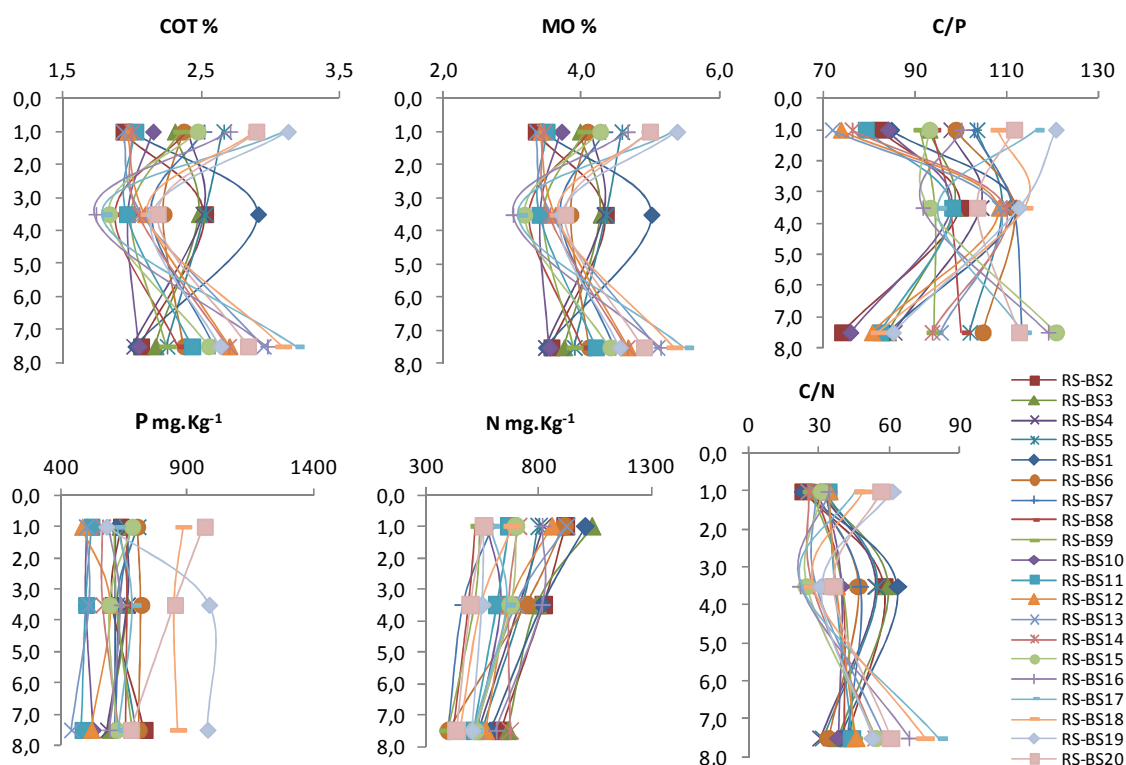 COT %
1,5 2,5 3,5
0,0
1,0
2,0
3,0
4,0
5,0
6,0
7,0
8,0
MO %
2,0 4,0 6,0
0,0
1,0
2,0
3,0
4,0
5,0
6,0
7,0
8,0
C/P
70 90 110 130
0,0
1,0
2,0
3,0
4,0
5,0
6,0
7,0
8,0
P mg.Kg⁻¹
400 900 1400
0,0
1,0
2,0
3,0
4,0
5,0
6,0
7,0
8,0
N mg.Kg⁻¹
300 800 1300
0,0
1,0
2,0
3,0
4,0
5,0
6,0
7,0
8,0
C/N
0 30 60 90
0,0
1,0
2,0
3,0
4,0
5,0
6,0
7,0
8,0
RS-BS2
RS-BS3
RS-BS4
RS-BS5
RS-BS1
RS-BS6
RS-BS7
RS-BS8
RS-BS9
RS-BS10
RS-BS11
RS-BS12
RS-BS13
RS-BS14
RS-BS15
RS-BS16
RS-BS17
RS-BS18
RS-BS19
RS-BS20